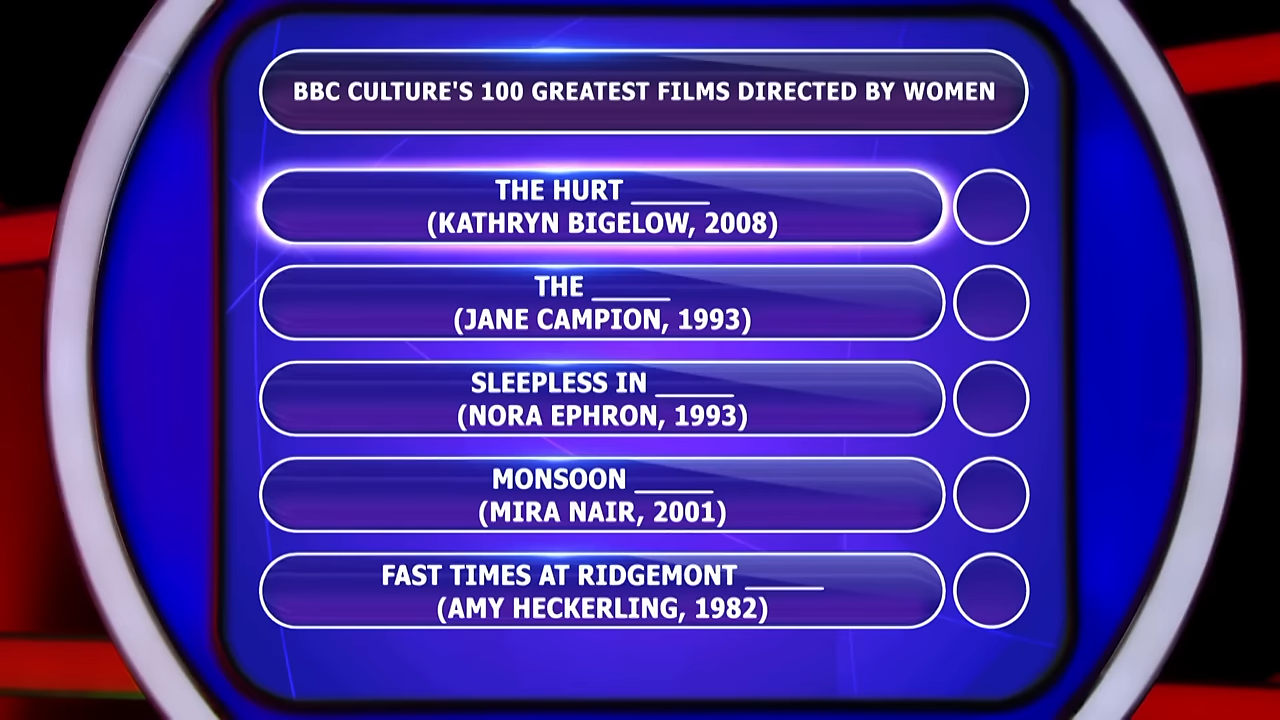 BBC CULTURE'S 100 GREATEST FILMS DIRECTED BY WOMEN
THE HURT _____
(KATHRYN BIGELOW, 2008)
THE _____
(JANE CAMPION, 1993)
SLEEPLESS IN _____
(NORA EPHRON, 1993)
MONSOON _____
(MIRA NAIR, 2001)
FAST TIMES AT RIDGEMONT _____
(AMY HECKERLING, 1982)